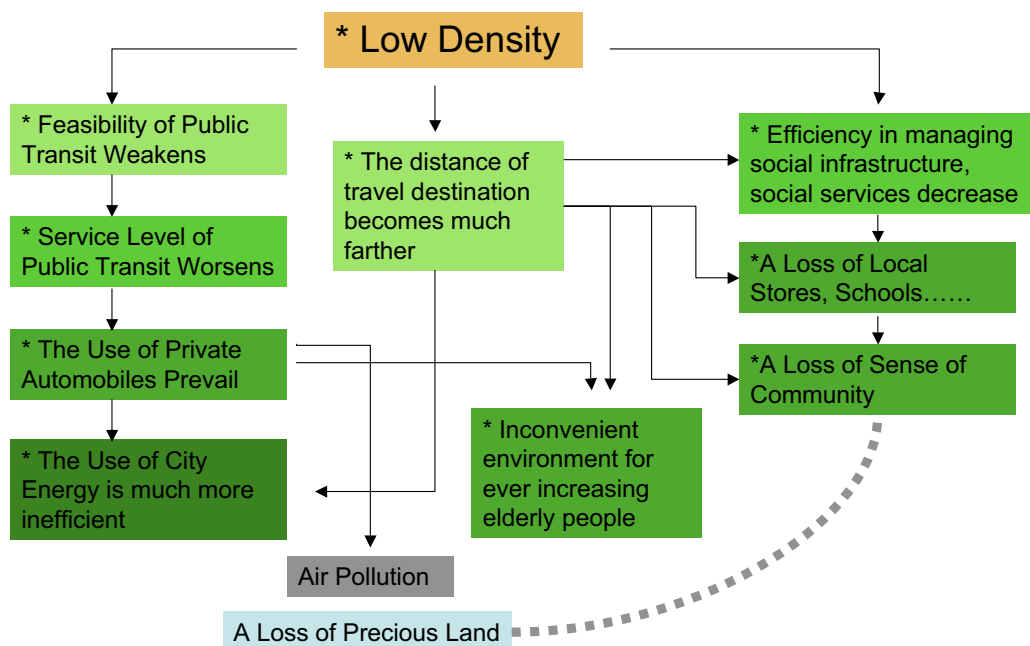 * Low Density
* Feasibility of Public
Transit Weakens
* Service Level of
Public Transit Worsens
* The Use of Private
Automobiles Prevail
* The Use of City
Energy is much more
inefficient
* The distance of
travel destination
becomes much
farther
* Inconvenient
environment for
ever increasing
elderly people
* Efficiency in managing
social infrastructure,
social services decrease
*A Loss of Local
Stores, Schools……
*A Loss of Sense of
Community
Air Pollution
A Loss of Precious Land